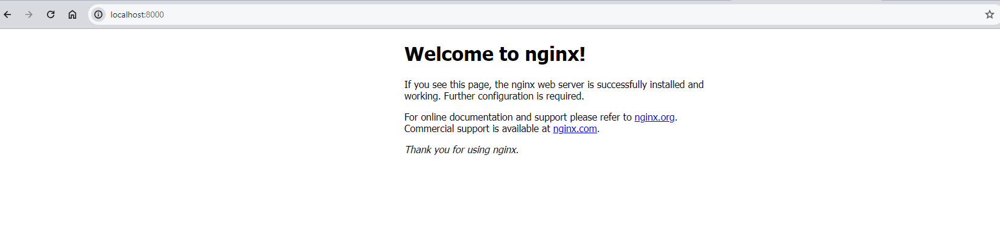 localhost:8000
Welcome to nginx!
If you see this page, the nginx web server is successfully installed and
working. Further configuration is required.
For online documentation and support please refer to nginx.org.
Commercial support is available at nginx.com.
Thank you for using nginx.